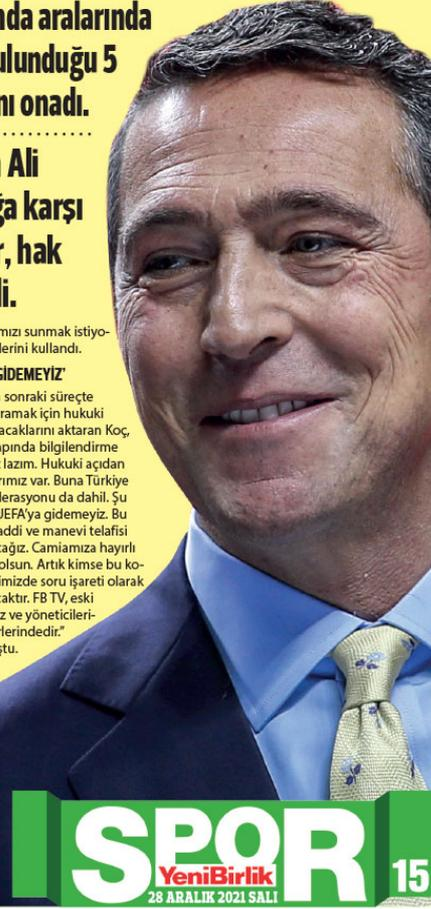 nda aralarında
ulunduğu 5
nı onadı.
Ali
ğa karşı
r, hak
li.
mızı sunmak istiyo-
lerini kullandı.
GİDEMEYİZ’
sonraki süreçte
ramak için hukuki
acaklarını aktaran Koç,
apında bilgilendirme
lazım. Hukuki açıdan
rımız var. Buna Türkiye
derasyonu da dahil. Şu
UEFA’ya gidemeyiz. Bu
addi ve manevi telafisi
cağız. Camiamıza hayırlı
olsun. Artık kimse bu ko-
imizde soru işareti olarak
caktır. FB TV, eski
z ve yöneticileri-
erlerindedir.”
ştu.
SPOR
YeniBirlik
28 ARALIK 2021 SALI
15